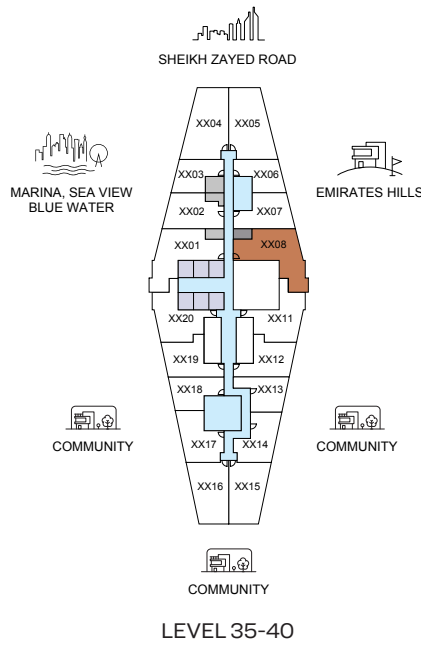 SHEIKH ZAYED ROAD
XX04 XX05
XX03 XX06
MARINA, SEA VIEW
BLUE WATER
EMIRATES HILLS
XX02 XX07
XX01 XX08
XX20 XX11
XX19 XX12
XX18 XX13
COMMUNITY
COMMUNITY
XX17 XX14
XX16 XX15
COMMUNITY
LEVEL 35-40